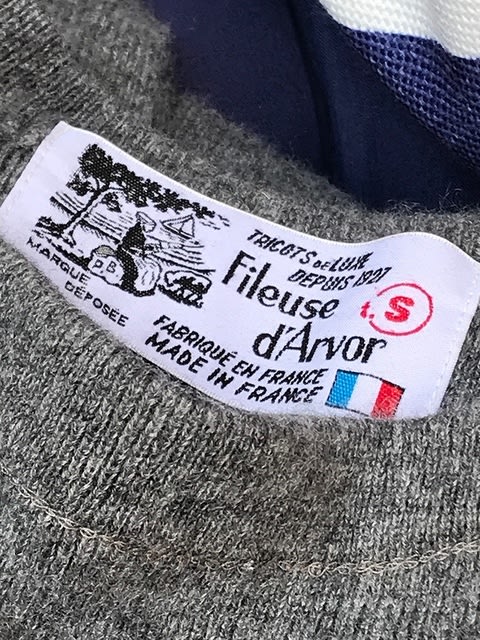 P.B.
MARQUE
DÉPOSÉE
TRICOTS DE LUXE
DEPUIS 1927
Fileuse
d'Arvor
t. S
FABRIQUÉ EN FRANCE
MADE IN FRANCE